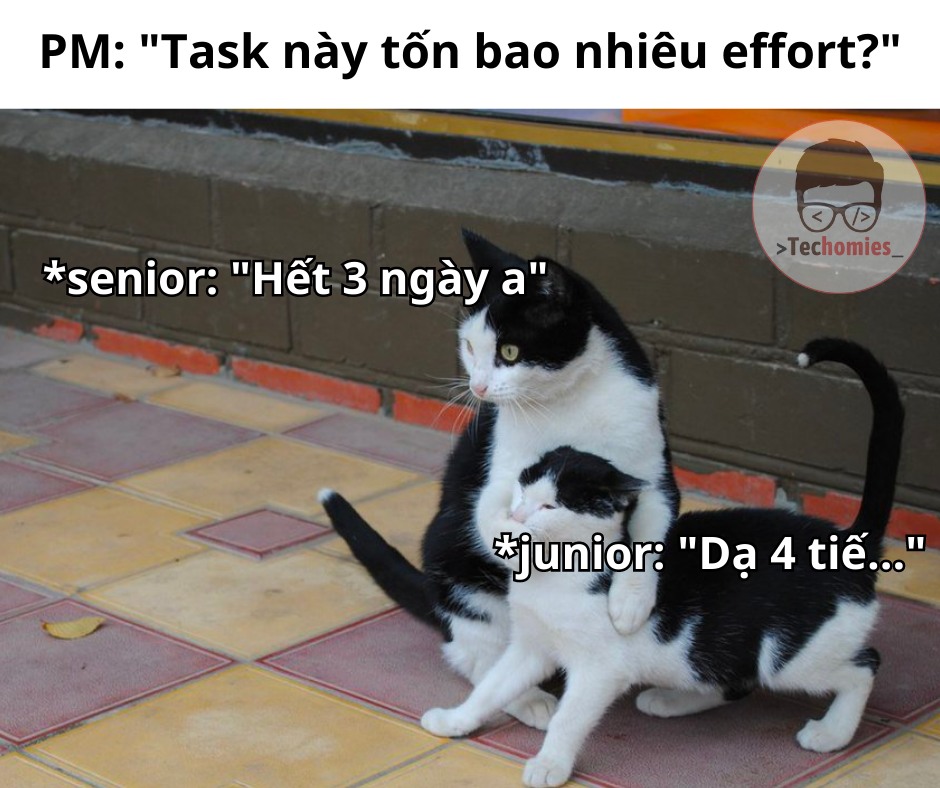 PM: "Task này tốn bao nhiêu effort?"
</>
>Techomies_
*senior: "Hết 3 ngày a"
*junior: "Dạ 4 tiế..."